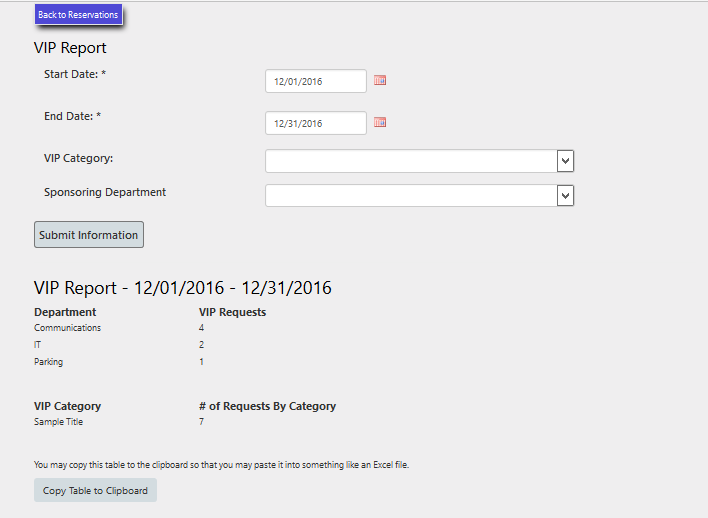 Back to Reservations
VIP Report
Start Date: * 12/01/2016
End Date: * 12/31/2016
VIP Category:
Sponsoring Department
Submit Information
VIP Report - 12/01/2016 - 12/31/2016
Department VIP Requests
Communications 4
IT 2
Parking 1
VIP Category # of Requests By Category
Sample Title 7
You may copy this table to the clipboard so that you may paste it into something like an Excel file.
Copy Table to Clipboard